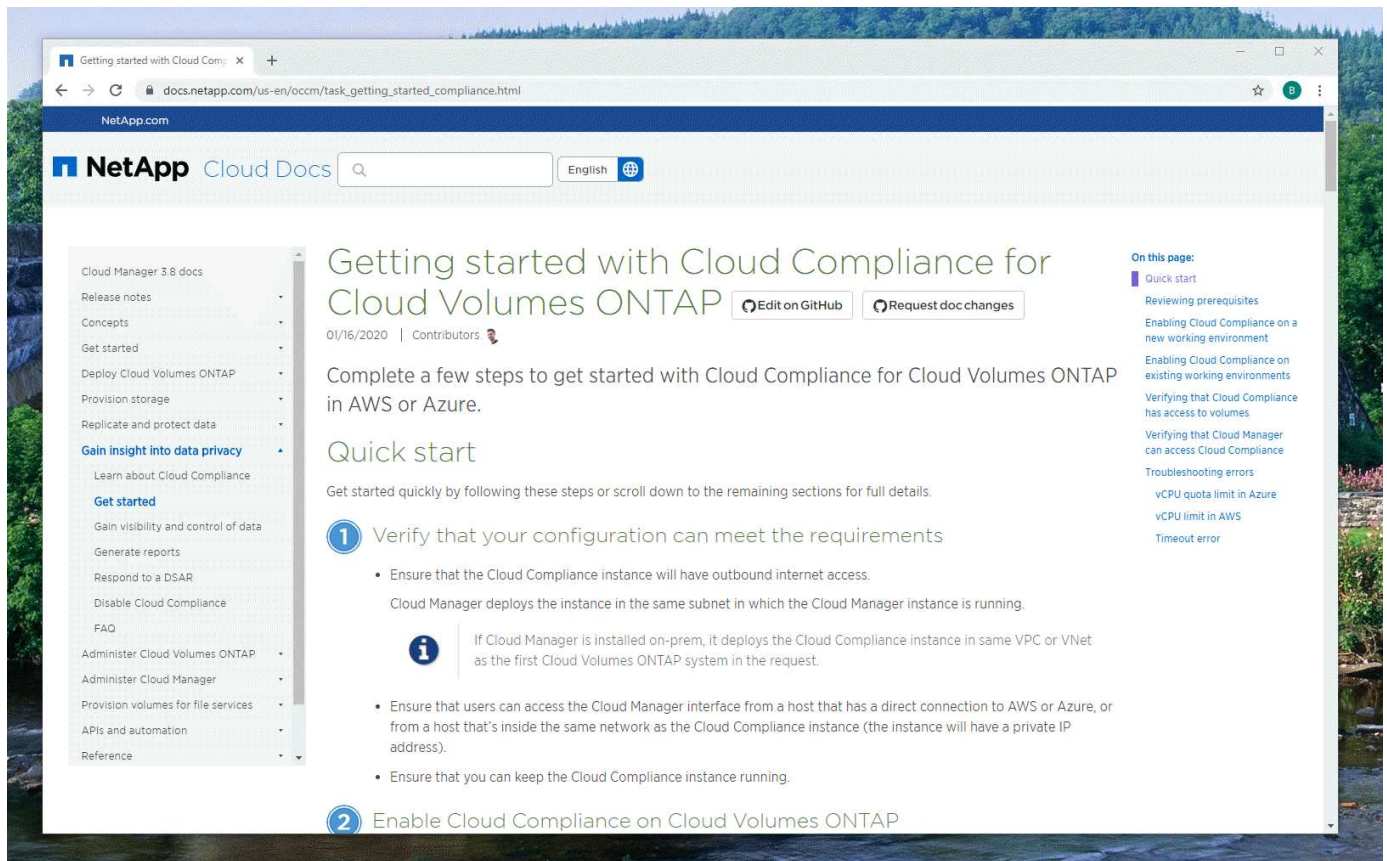 Getting started with Cloud Comp
docs.netapp.com/us-en/occm/task_getting_started_compliance.html
B
NetApp.com
NetApp Cloud Docs
English
Cloud Manager 3.8 docs
Release notes
Concepts
Get started
Deploy Cloud Volumes ONTAP
Provision storage
Replicate and protect data
Gain insight into data privacy
Learn about Cloud Compliance
Get started
Gain visibility and control of data
Generate reports
Respond to a DSAR
Disable Cloud Compliance
FAQ
Administer Cloud Volumes ONTAP
Administer Cloud Manager
Provision volumes for file services
APIs and automation
Reference
Getting started with Cloud Compliance for
Cloud Volumes ONTAP Edit on GitHub Request doc changes
01/16/2020 | Contributors
Complete a few steps to get started with Cloud Compliance for Cloud Volumes ONTAP
in AWS or Azure.
Quick start
Get started quickly by following these steps or scroll down to the remaining sections for full details.
1 Verify that your configuration can meet the requirements
• Ensure that the Cloud Compliance instance will have outbound internet access.
Cloud Manager deploys the instance in the same subnet in which the Cloud Manager instance is running.
If Cloud Manager is installed on-prem, it deploys the Cloud Compliance instance in same VPC or VNet
as the first Cloud Volumes ONTAP system in the request.
• Ensure that users can access the Cloud Manager interface from a host that has a direct connection to AWS or Azure, or
from a host that's inside the same network as the Cloud Compliance instance (the instance will have a private IP
address).
• Ensure that you can keep the Cloud Compliance instance running.
2 Enable Cloud Compliance on Cloud Volumes ONTAP
On this page:
Quick start
Reviewing prerequisites
Enabling Cloud Compliance on a
new working environment
Enabling Cloud Compliance on
existing working environments
Verifying that Cloud Compliance
has access to volumes
Verifying that Cloud Manager
can access Cloud Compliance
Troubleshooting errors
vCPU quota limit in Azure
vCPU limit in AWS
Timeout error